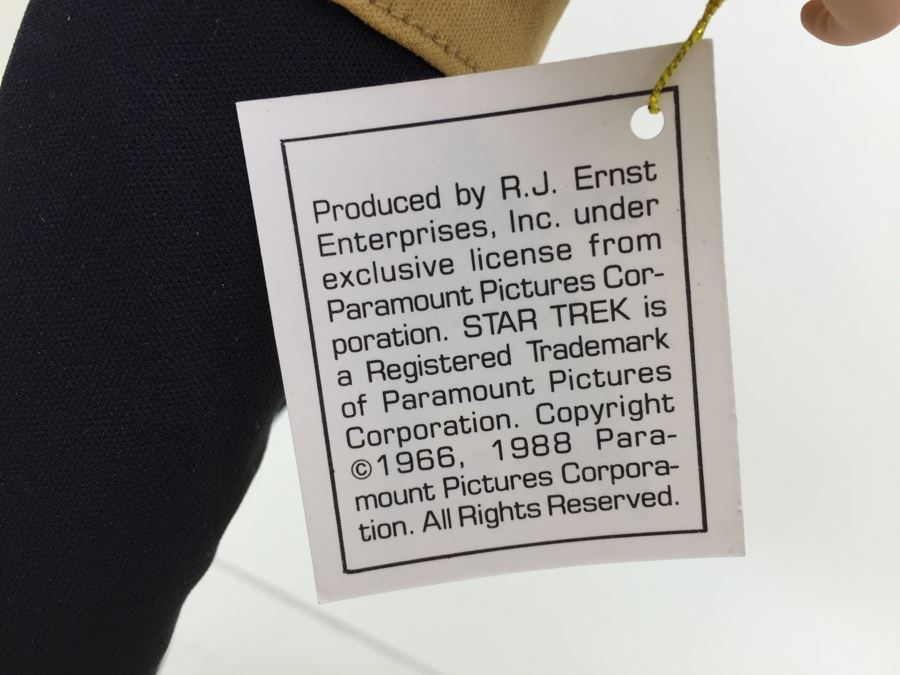 Produced by R.J. Ernst
Enterprises, Inc. under
exclusive license from
Paramount Pictures Cor-
poration. STAR TREK is
a Registered Trademark
of Paramount Pictures
Corporation. Copyright
©1966, 1988 Para-
mount Pictures Corpora-
tion. All Rights Reserved.